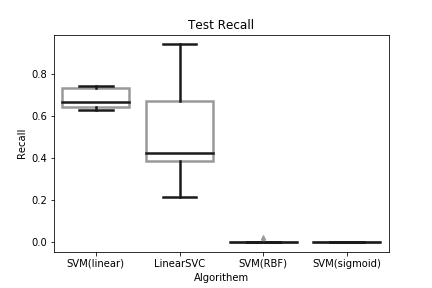 Test Recall
Recall
0.8
0.6
0.4
0.2
0.0
SVM(linear)
LinearSVC
SVM(RBF)
SVM(sigmoid)
Algorithem